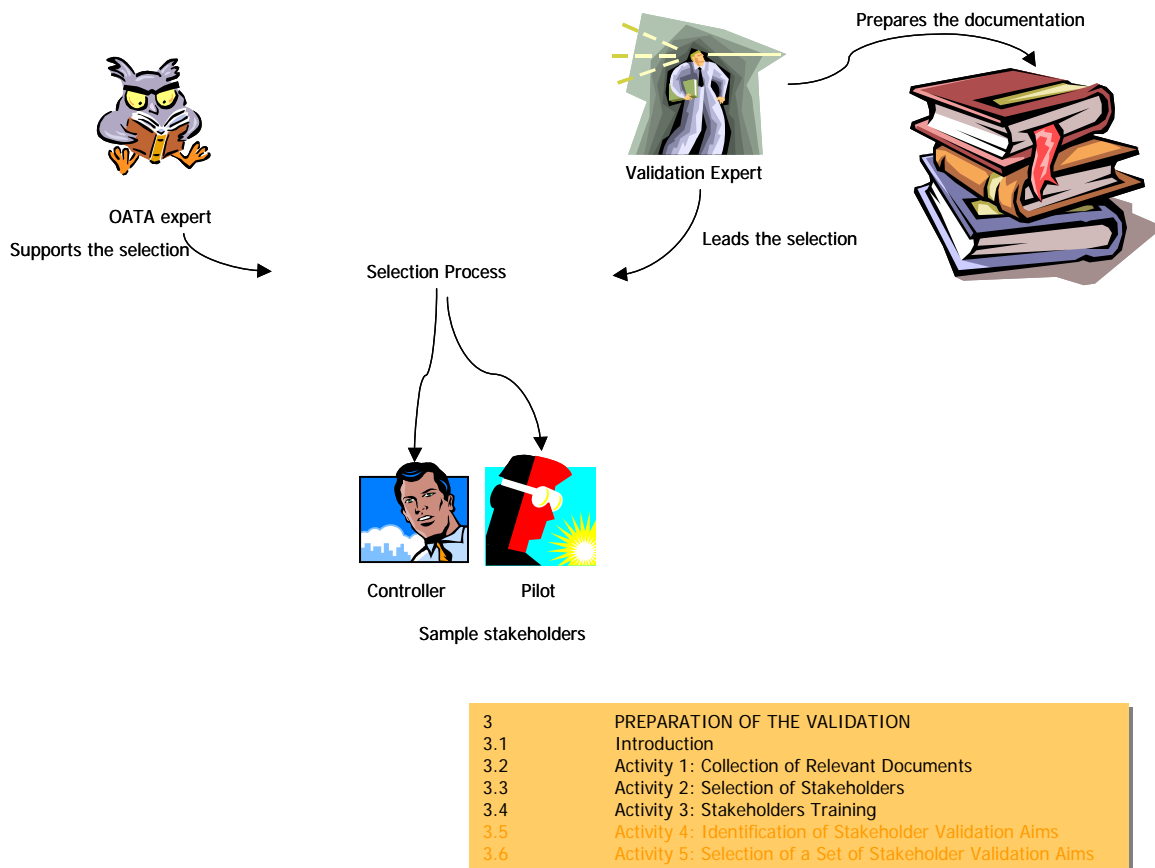 Prepares the documentation
Validation Expert
OATA expert
Supports the selection
Leads the selection
Selection Process
Controller
Pilot
Sample stakeholders
3 PREPARATION OF THE VALIDATION
3.1 Introduction
3.2 Activity 1: Collection of Relevant Documents
3.3 Activity 2: Selection of Stakeholders
3.4 Activity 3: Stakeholders Training
3.5 Activity 4: Identification of Stakeholder Validation Aims
3.6 Activity 5: Selection of a Set of Stakeholder Validation Aims